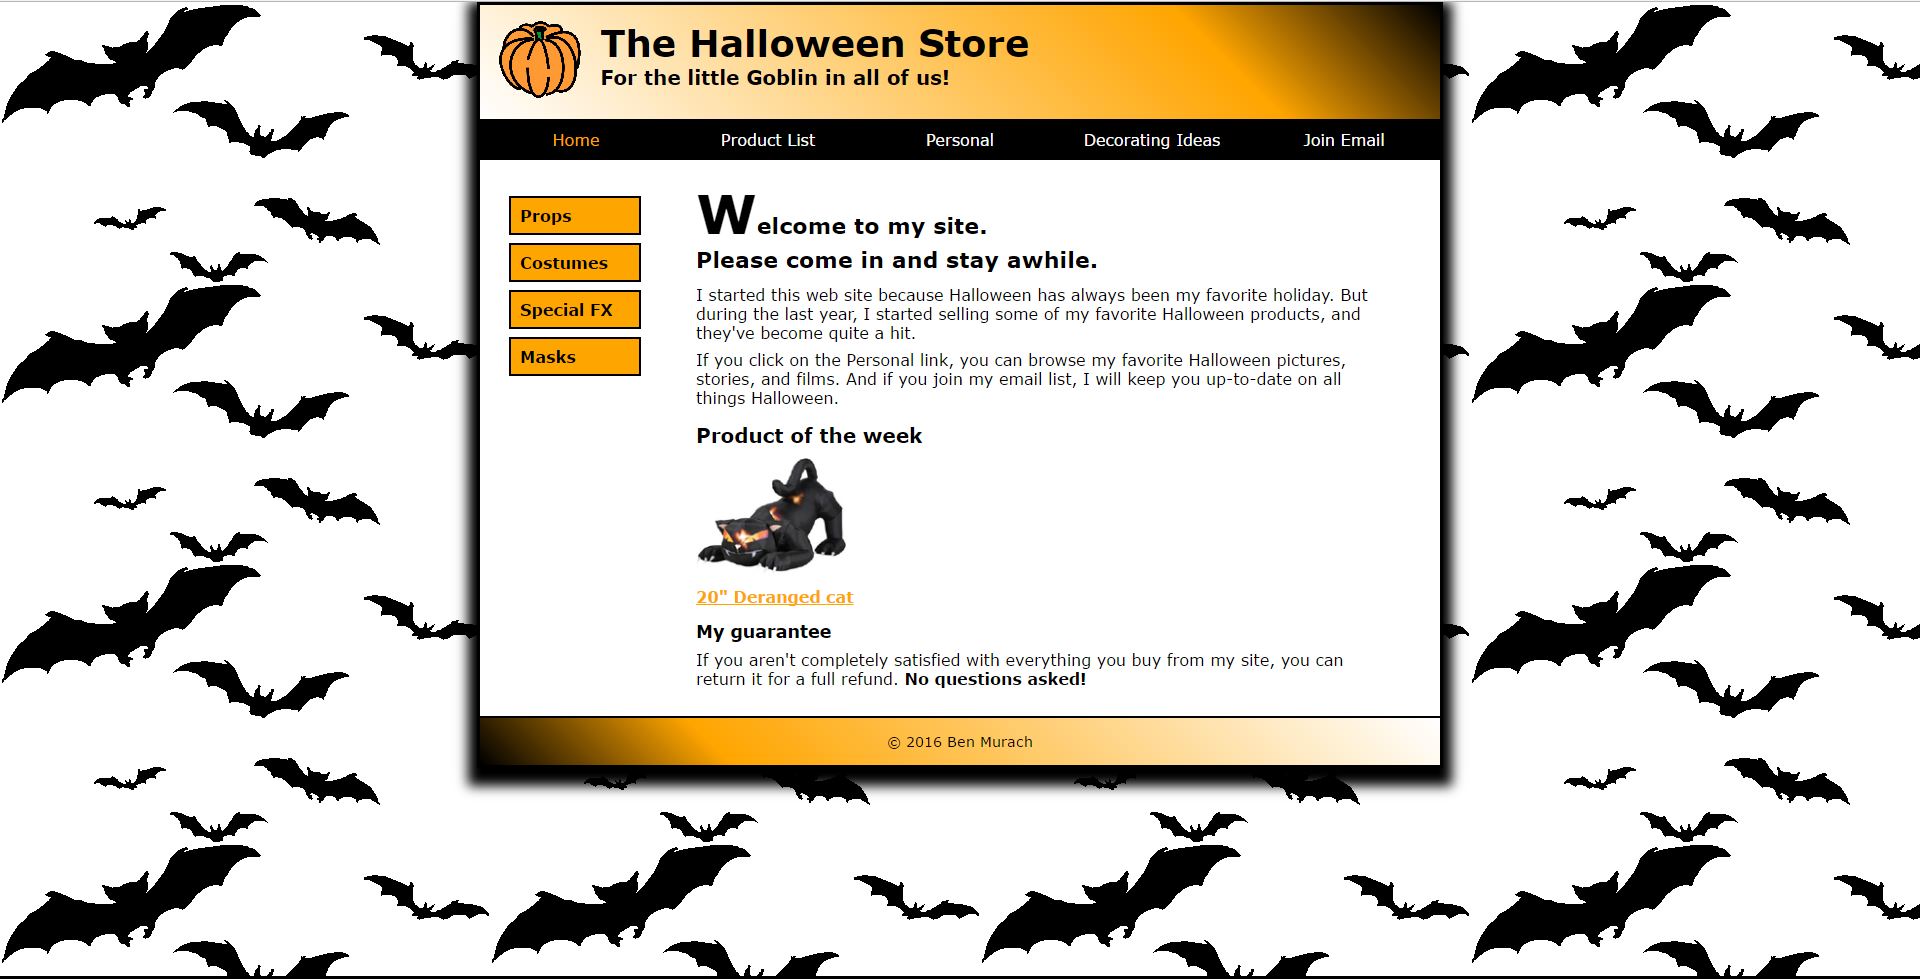 The Halloween Store
For the little Goblin in all of us!
Home Product List Personal Decorating Ideas Join Email
Props
Costumes
Special FX
Masks
Welcome to my site.
Please come in and stay awhile.
I started this web site because Halloween has always been my favorite holiday. But
during the last year, I started selling some of my favorite Halloween products, and
they've become quite a hit.
If you click on the Personal link, you can browse my favorite Halloween pictures,
stories, and films. And if you join my email list, I will keep you up-to-date on all
things Halloween.
Product of the week
20" Deranged cat
My guarantee
If you aren't completely satisfied with everything you buy from my site, you can
return it for a full refund. No questions asked!
© 2016 Ben Murach